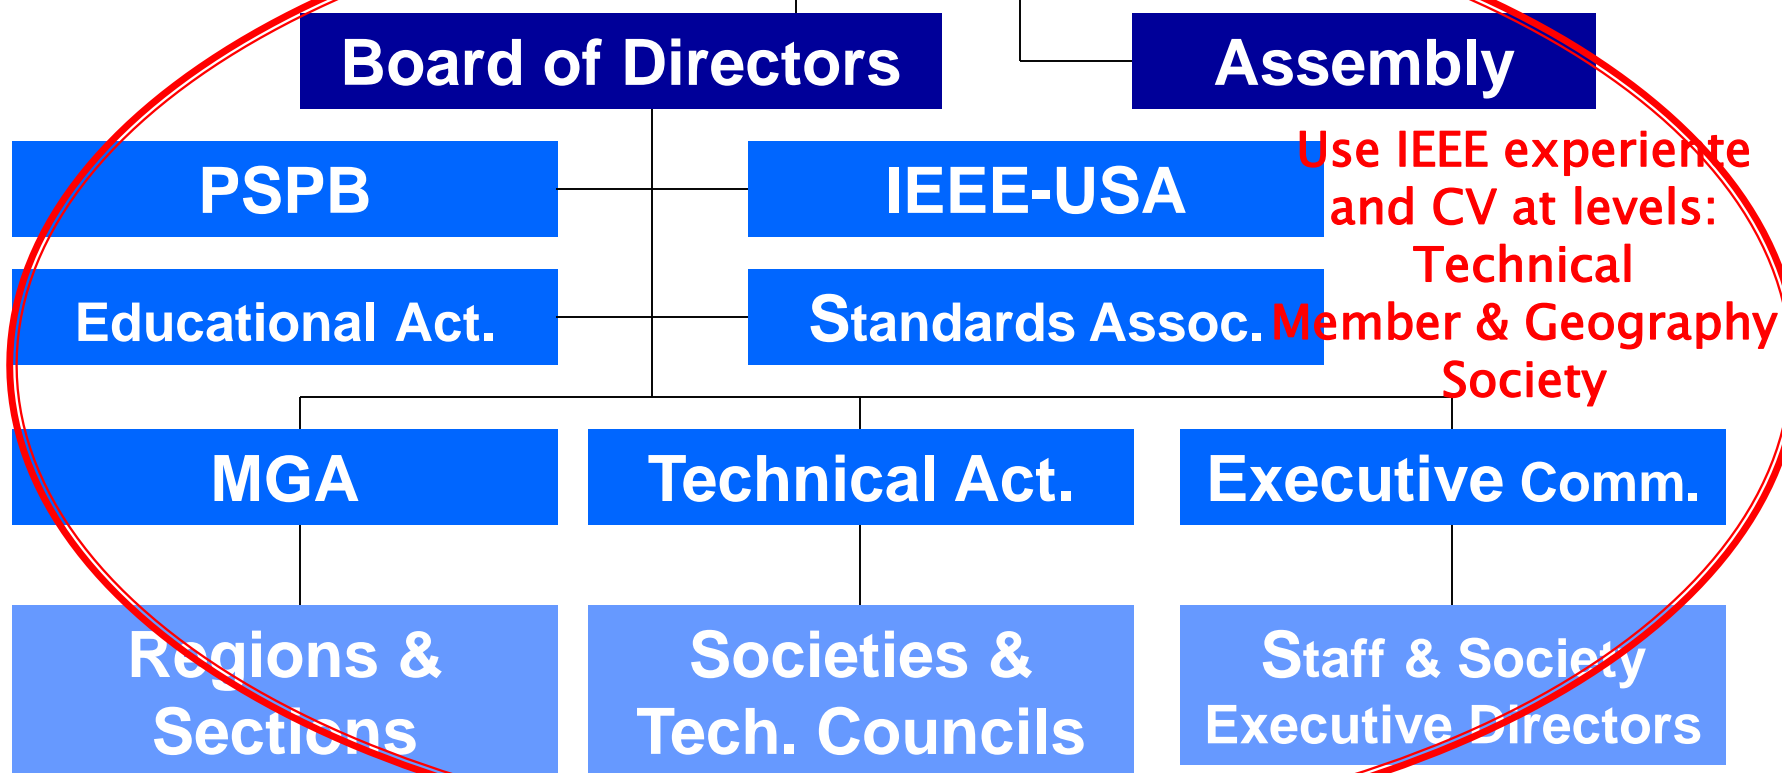 Board of Directors
Assembly
PSPB
IEEE-USA
Use IEEE experiente
and CV at levels:
Technical
Member & Geography
Society
Educational Act.
Standards Assoc.
MGA
Technical Act.
Executive Comm.
Regions &
Sections
Societies &
Tech. Councils
Staff & Society
Executive Directors